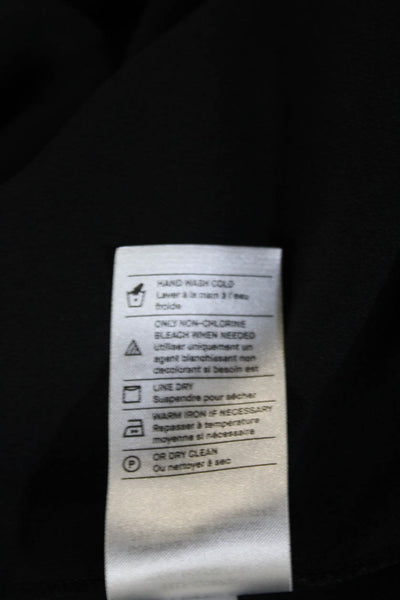 HAND WASH COLD
Laver à la main à l'eau
froide
ONLY NON-CHLORINE
BLEACH WHEN NEEDED
Utiliser uniquement un
agent blanchissant non
decolorant si besoin est
LINE DRY
Suspendre pour sécher
WARM IRON IF NECESSARY
Repasser à température
moyenne si nécessaire
OR DRY CLEAN
P
Ou nettoyer à sec